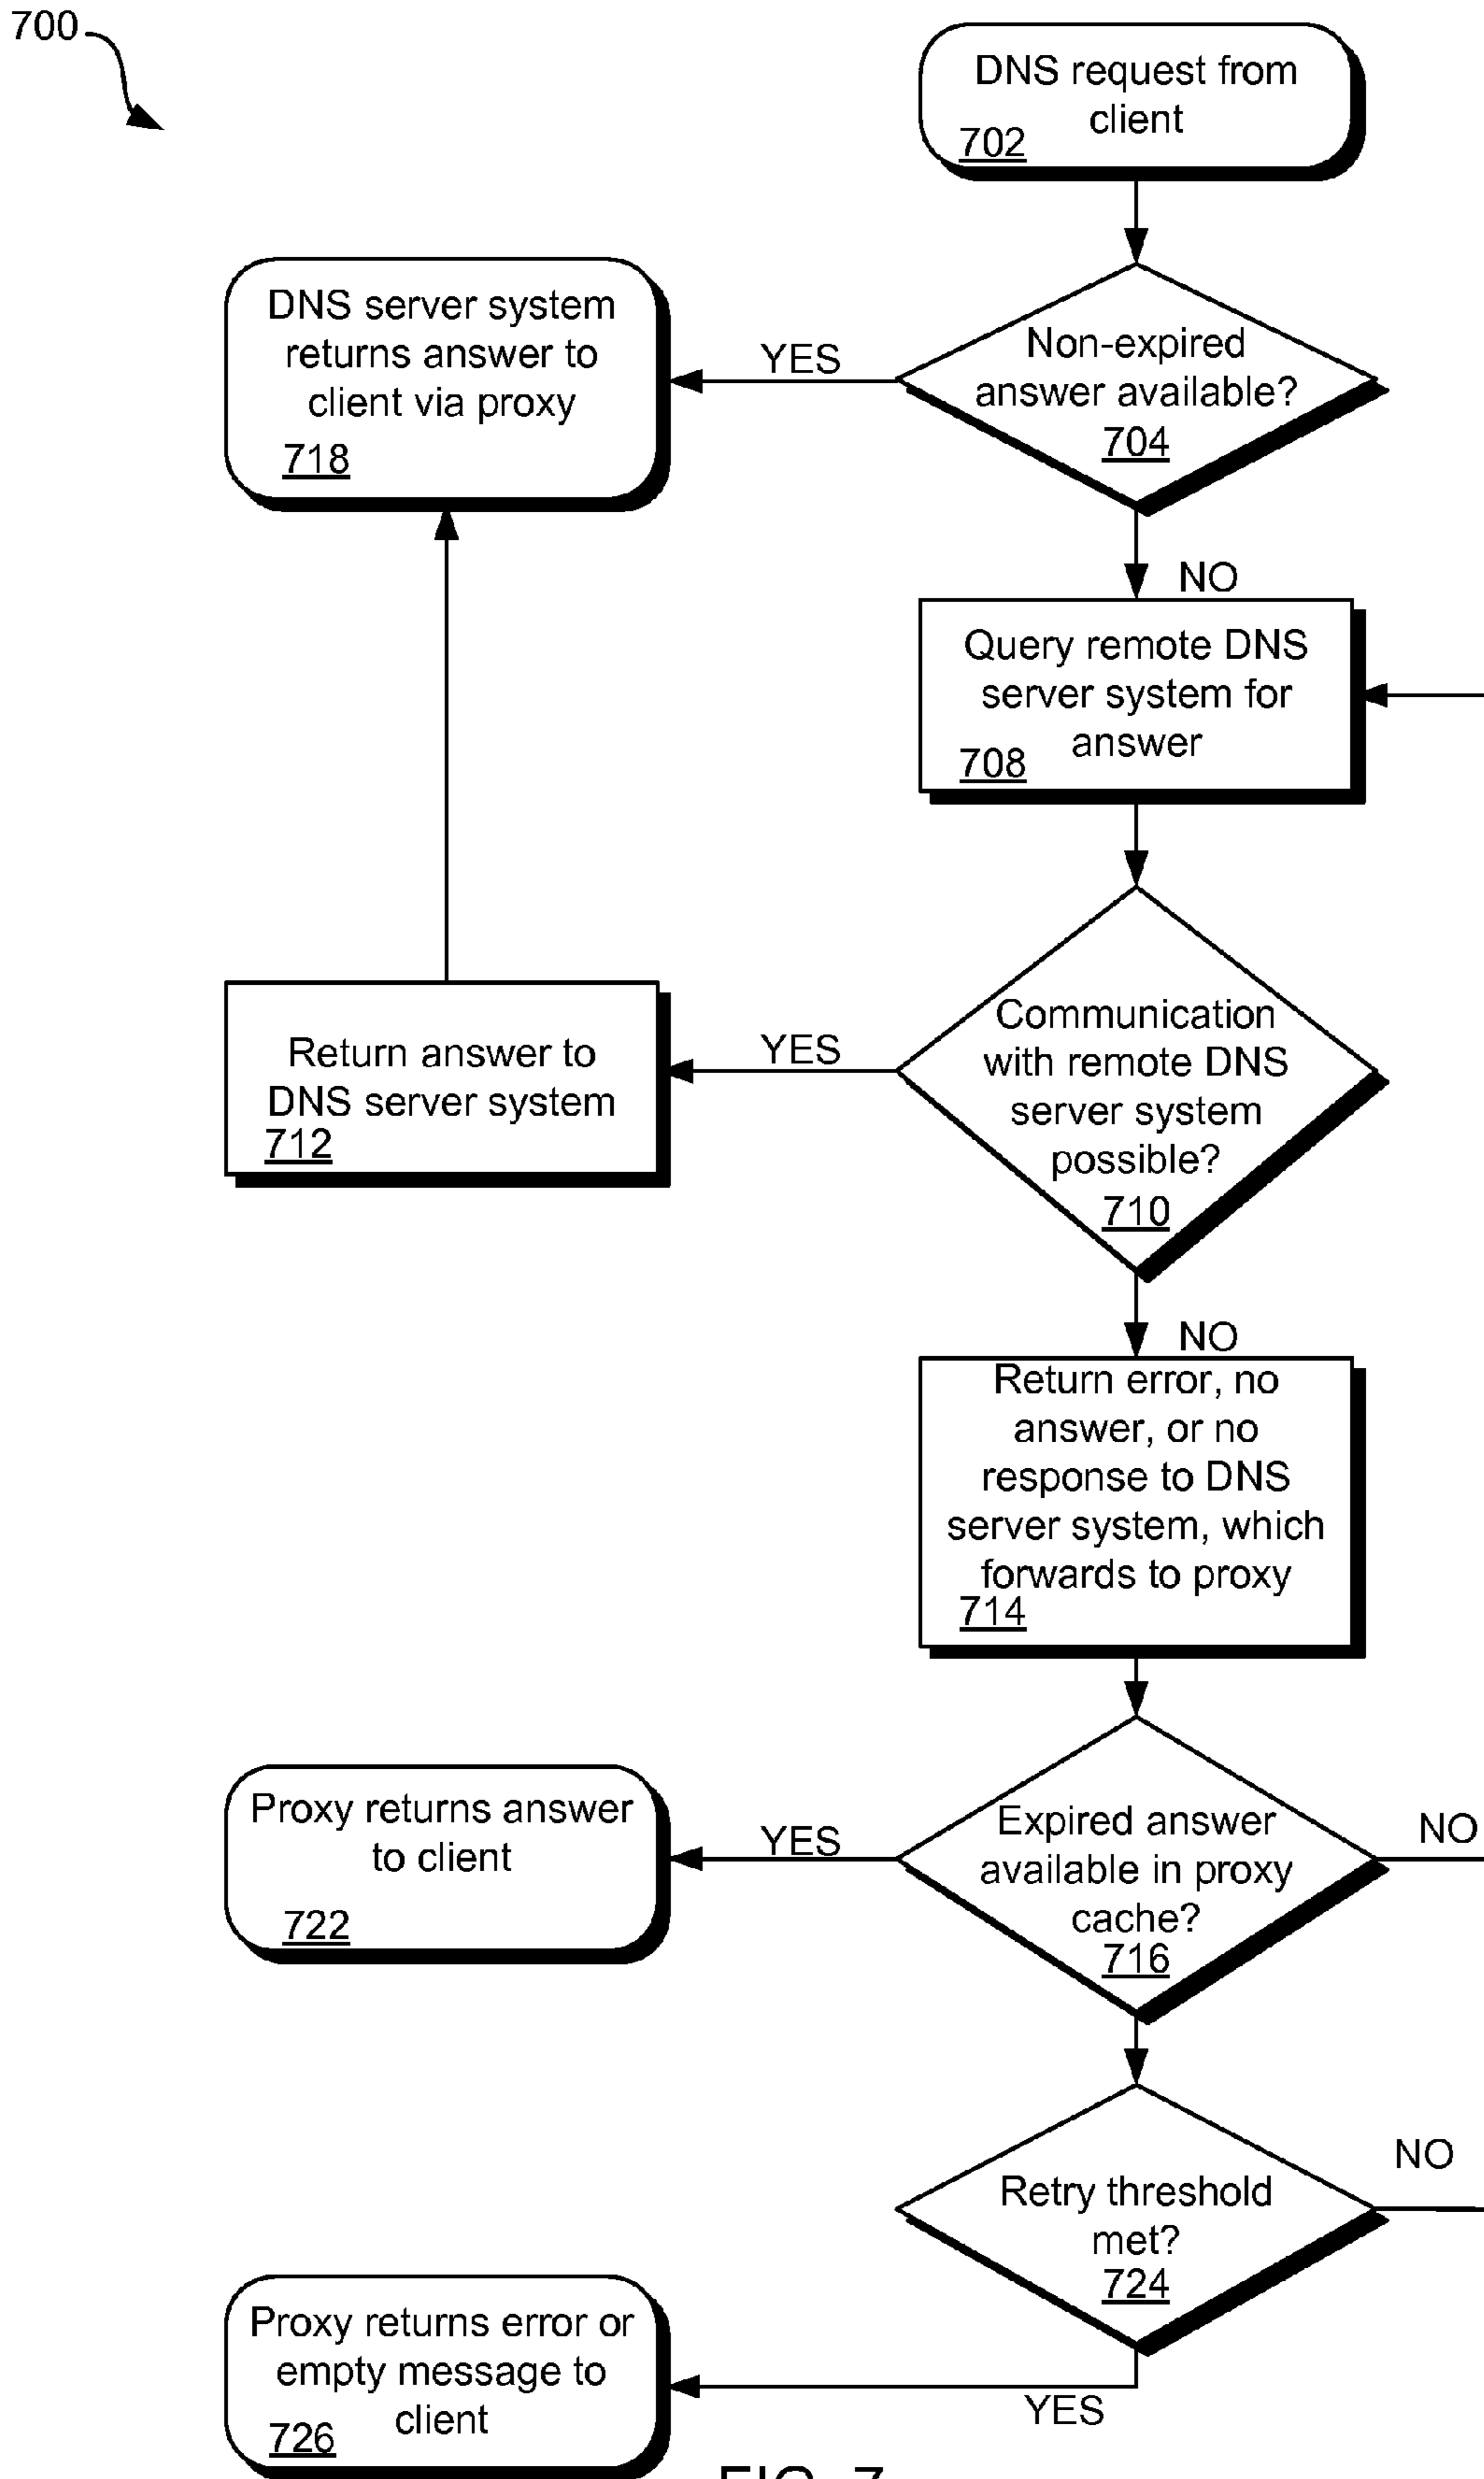 700
DNS request from
client
702
DNS server system
returns answer to
client via proxy
718
YES
Non-expired
answer available?
704
NO
Query remote DNS
server system for
answer
708
Return answer to
DNS server system
712
YES
Communication
with remote DNS
server system
possible?
710
NO
Return error, no
answer, or no
response to DNS
server system, which
forwards to proxy
714
Proxy returns answer
to client
722
YES
Expired answer
available in proxy
cache?
716
NO
Retry threshold
met?
724
NO
Proxy returns error or
empty message to
client
726
YES
FIG. 7